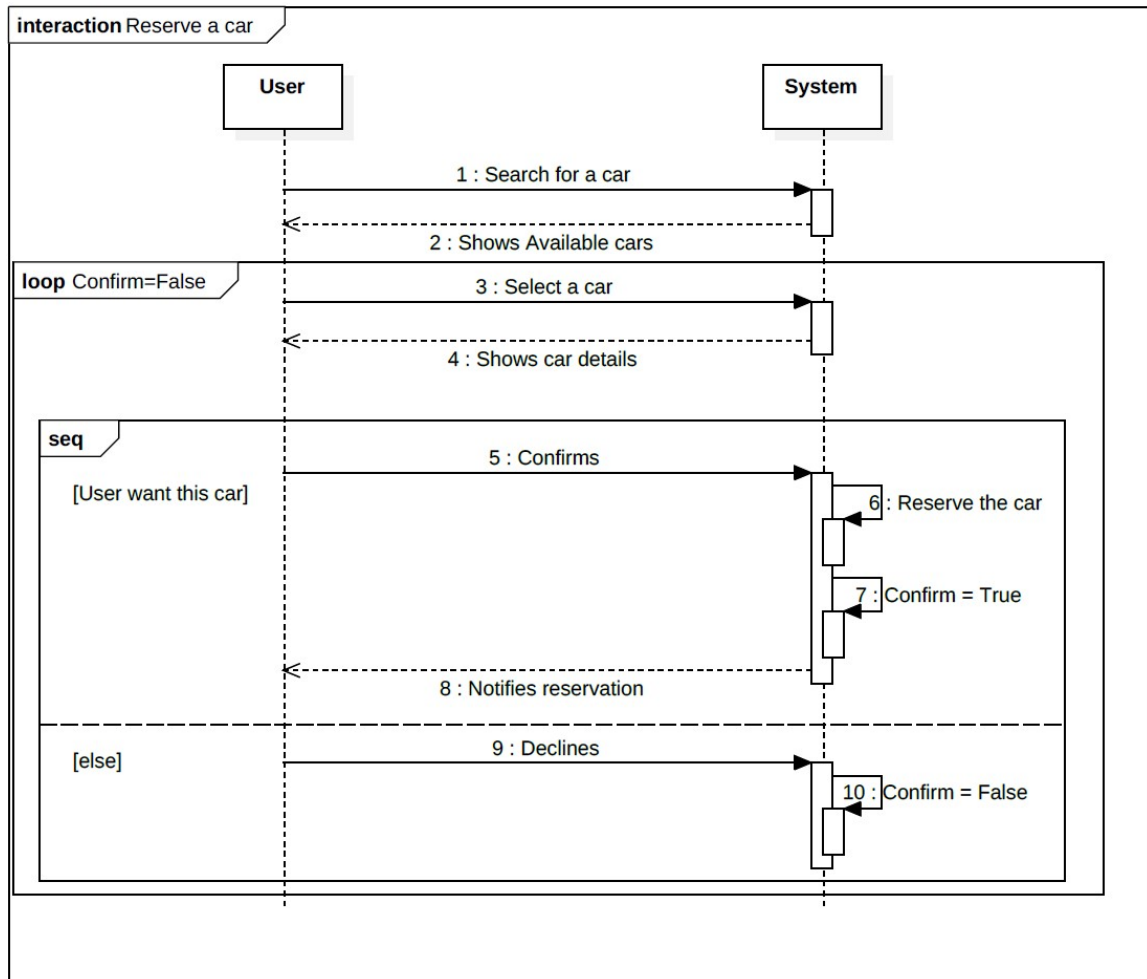 interaction Reserve a car
User
System
1 : Search for a car
2 : Shows Available cars
loop Confirm=False
3 : Select a car
4 : Shows car details
seq
5 : Confirms
[User want this car]
6 : Reserve the car
7 : Confirm = True
8 : Notifies reservation
9 : Declines
[else]
10 : Confirm = False